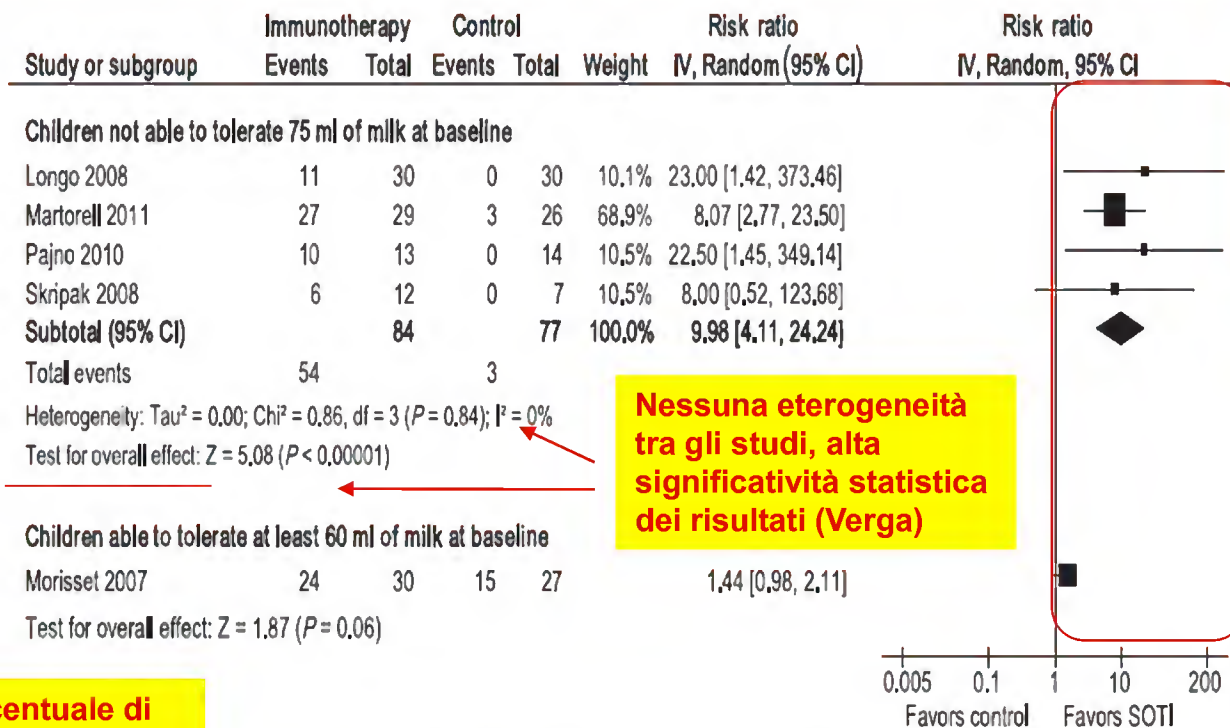 Immunotherapy Control Risk ratio Risk ratio
Study or subgroup Events Total Events Total Weight IV, Random (95% CI) IV, Random, 95% CI
Children not able to tolerate 75 ml of milk at baseline
Longo 2008 11 30 0 30 10.1% 23.00 [1.42, 373.46]
Martorell 2011 27 29 3 26 68.9% 8.07 [2.77, 23.50]
Pajno 2010 10 13 0 14 10.5% 22.50 [1.45, 349.14]
Skripak 2008 6 12 0 7 10.5% 8.00 [0.52, 123.68]
Subtotal (95% CI) 84 77 100.0% 9.98 [4.11, 24.24]
Total events 54 3
Heterogeneity: Tau² = 0.00; Chi² = 0.86, df = 3 (P = 0.84); I² = 0%
Test for overall effect: Z = 5.08 (P < 0.00001)
Nessuna eterogeneità
tra gli studi, alta
significatività statistica
dei risultati (Verga)
Children able to tolerate at least 60 ml of milk at baseline
Morisset 2007 24 30 15 27 1.44 [0.98, 2.11]
Test for overall effect: Z = 1.87 (P = 0.06)
0.005 0.1 1 10 200
Favors control Favors SOTI
centuale di